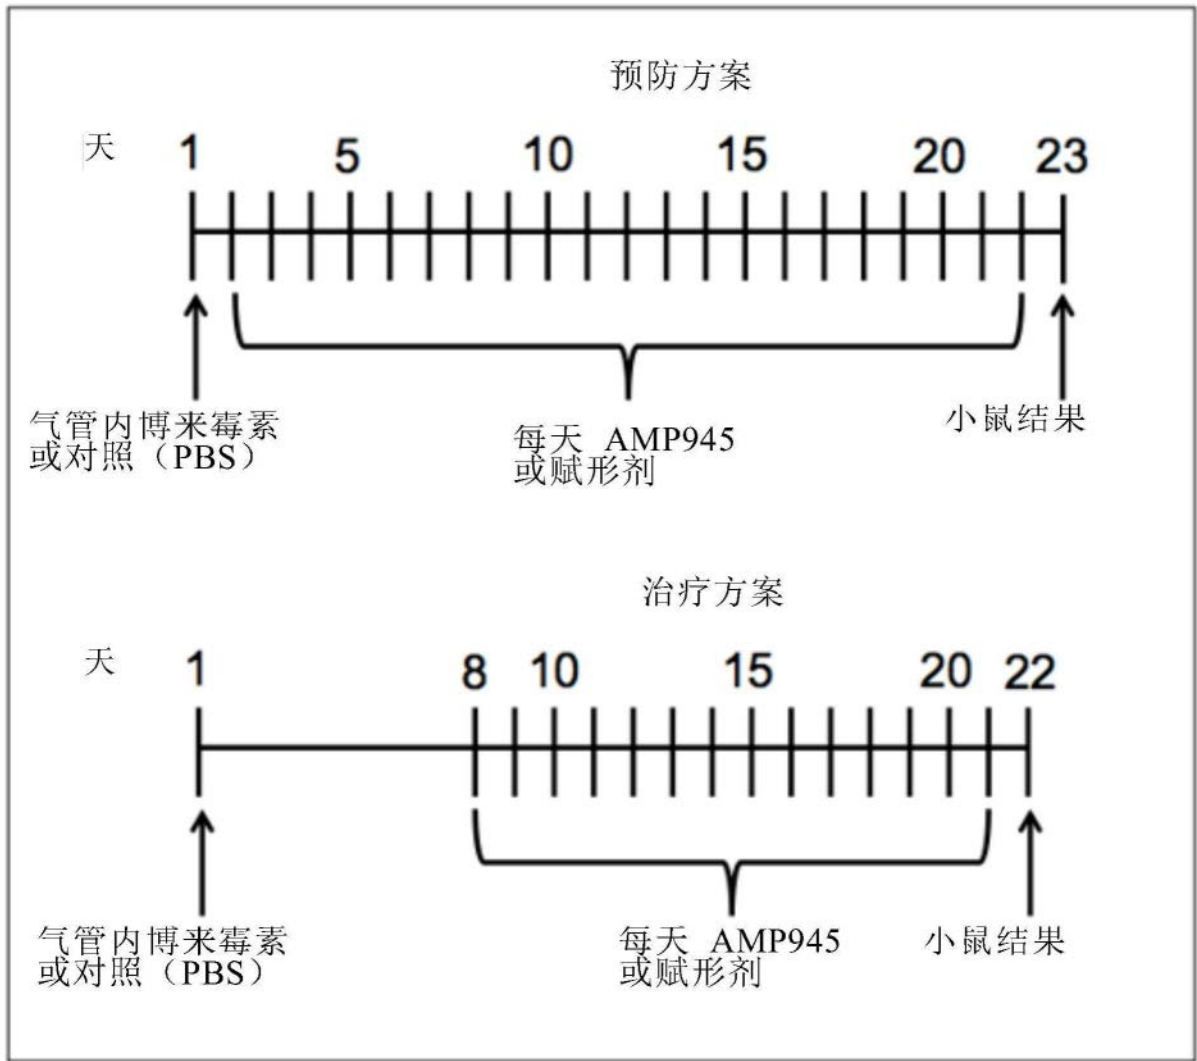 预防方案
天 1 5 10 15 20 23
气管内博来霉素
或对照（PBS）
每天 AMP945
或赋形剂
小鼠结果
治疗方案
天 1 8 10 15 20 22
气管内博来霉素
或对照（PBS）
每天 AMP945
或赋形剂
小鼠结果